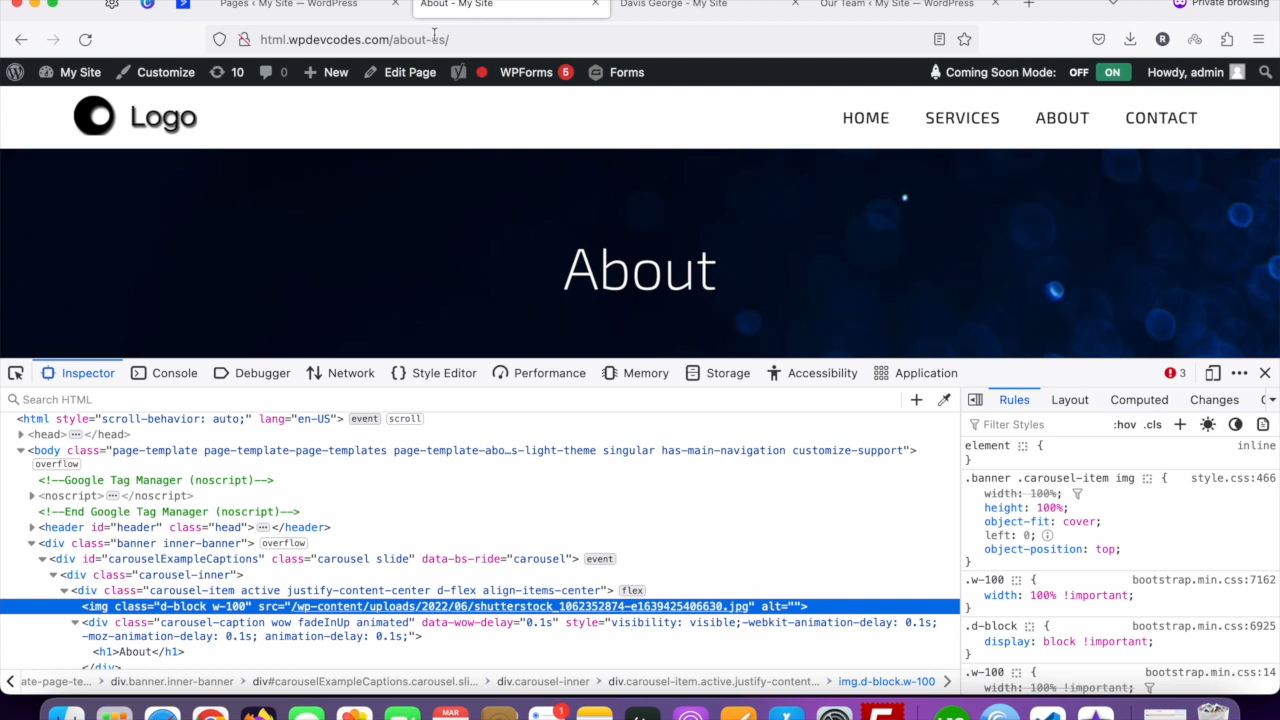 Pages ‹ My Site — WordPress
About - My Site
Davis George - My Site
Our Team ‹ My Site — WordPress
Private browsing
html.wpdevcodes.com/about-us/
My Site Customize 10 0 New Edit Page WPForms 5 Forms Coming Soon Mode: OFF ON Howdy, admin
Logo
HOME SERVICES ABOUT CONTACT
About
Inspector Console Debugger Network Style Editor Performance Memory Storage Accessibility Application 3
Search HTML
Rules Layout Computed Changes
<html style="scroll-behavior: auto;" lang="en-US"> event scroll
<head> ··· </head>
<body class="page-template page-template-page-templates page-template-abo…s-light-theme singular has-main-navigation customize-support">
overflow
<!--Google Tag Manager (noscript)-->
<noscript> ··· </noscript>
<!--End Google Tag Manager (noscript)-->
<header id="header" class="head"> ··· </header>
<div class="banner inner-banner"> overflow
<div id="carouselExampleCaptions" class="carousel slide" data-bs-ride="carousel"> event
<div class="carousel-inner">
<div class="carousel-item active justify-content-center d-flex align-items-center"> flex
<img class="d-block w-100" src="/wp-content/uploads/2022/06/shutterstock_1062352874-e1639425406630.jpg" alt="">
<div class="carousel-caption wow fadeInUp animated" data-wow-delay="0.1s" style="visibility: visible;-webkit-animation-delay: 0.1s;
-moz-animation-delay: 0.1s; animation-delay: 0.1s;">
<h1>About</h1>
</div>
Filter Styles :hov .cls
element { inline
}
.banner .carousel-item img { style.css:466
width: 100%;
height: 100%;
object-fit: cover;
left: 0;
object-position: top;
}
.w-100 { bootstrap.min.css:7162
width: 100% !important;
}
.d-block { bootstrap.min.css:6925
display: block !important;
}
.w-100 { bootstrap.min.css:14
width: 100% !important;
ate-page-te… div.banner.inner-banner div#carouselExampleCaptions.carousel.sli… div.carousel-inner div.carousel-item.active.justify-content… img.d-block.w-100
MAR
1